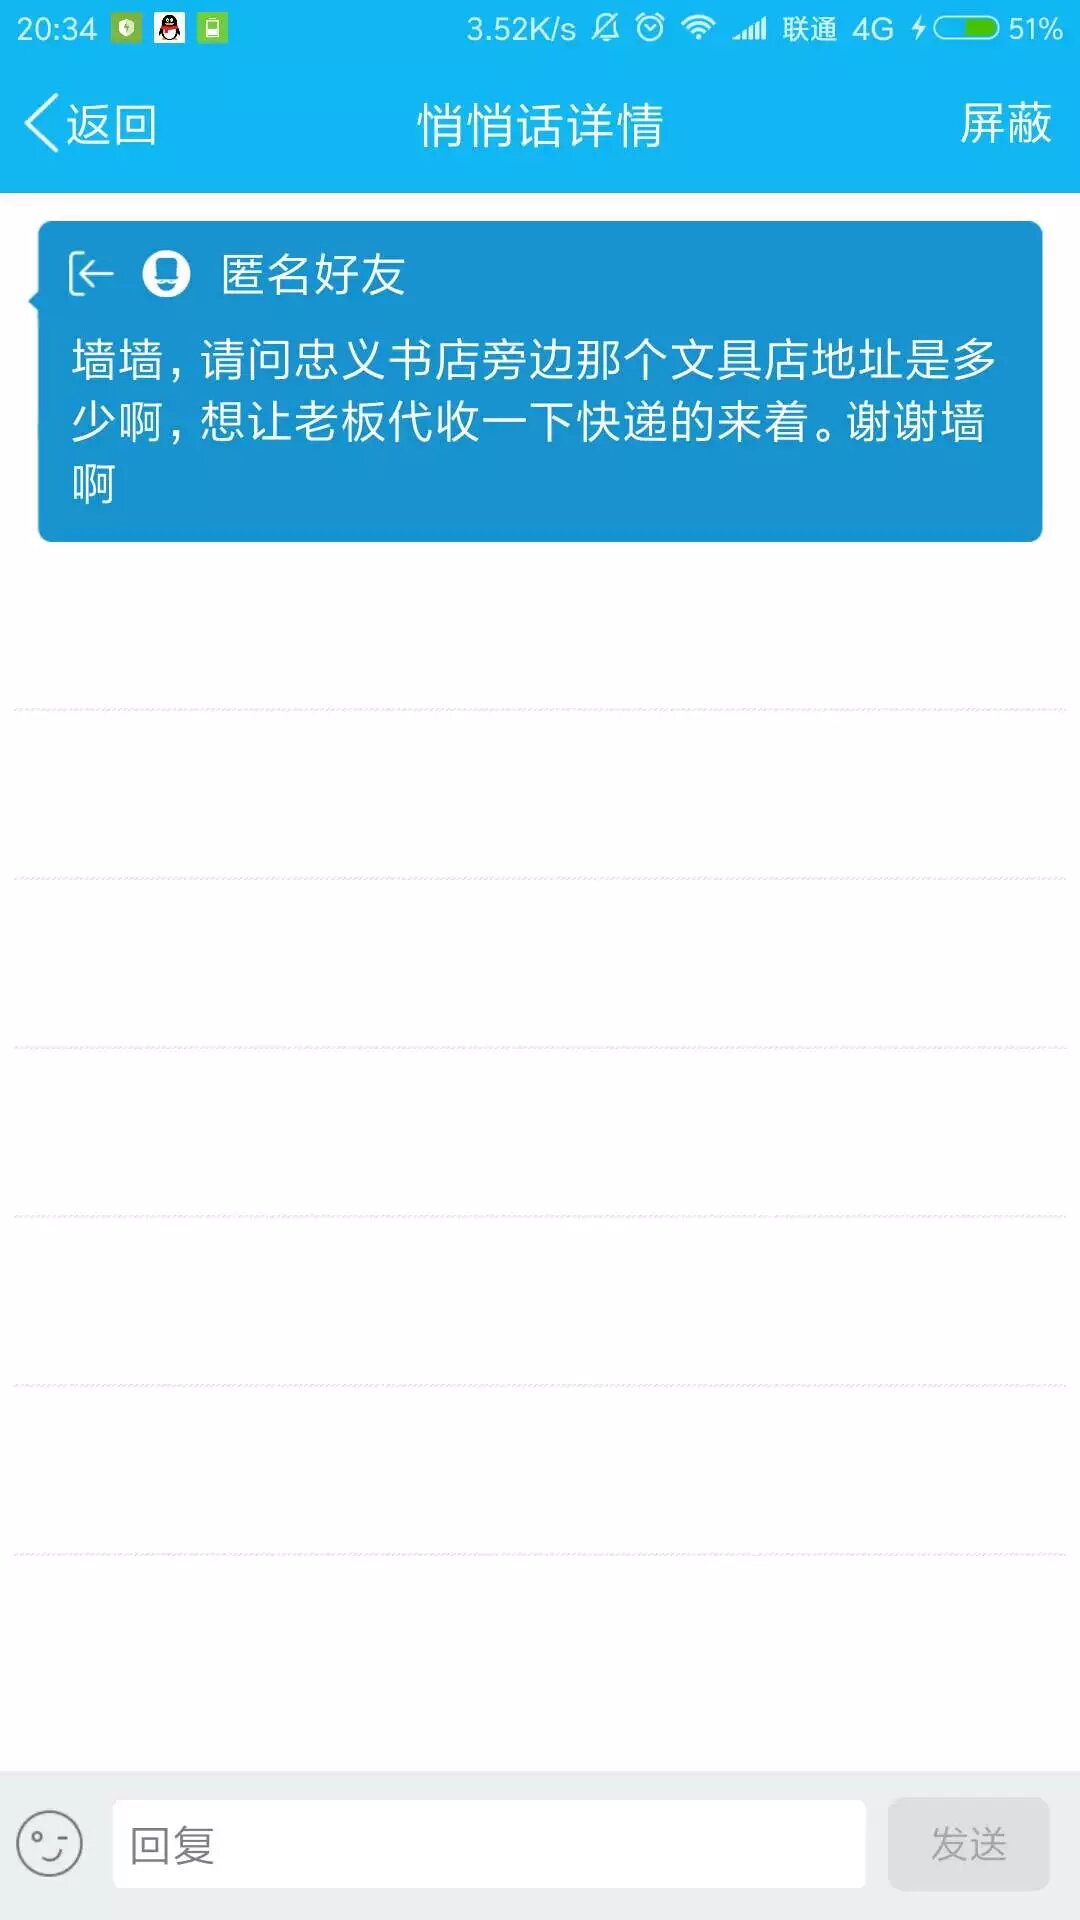 20:34 3.52K/s 联通 4G 51%
返回 悄悄话详情 屏蔽
匿名好友
墙墙，请问忠义书店旁边那个文具店地址是多
少啊，想让老板代收一下快递的来着。谢谢墙
啊
回复 发送